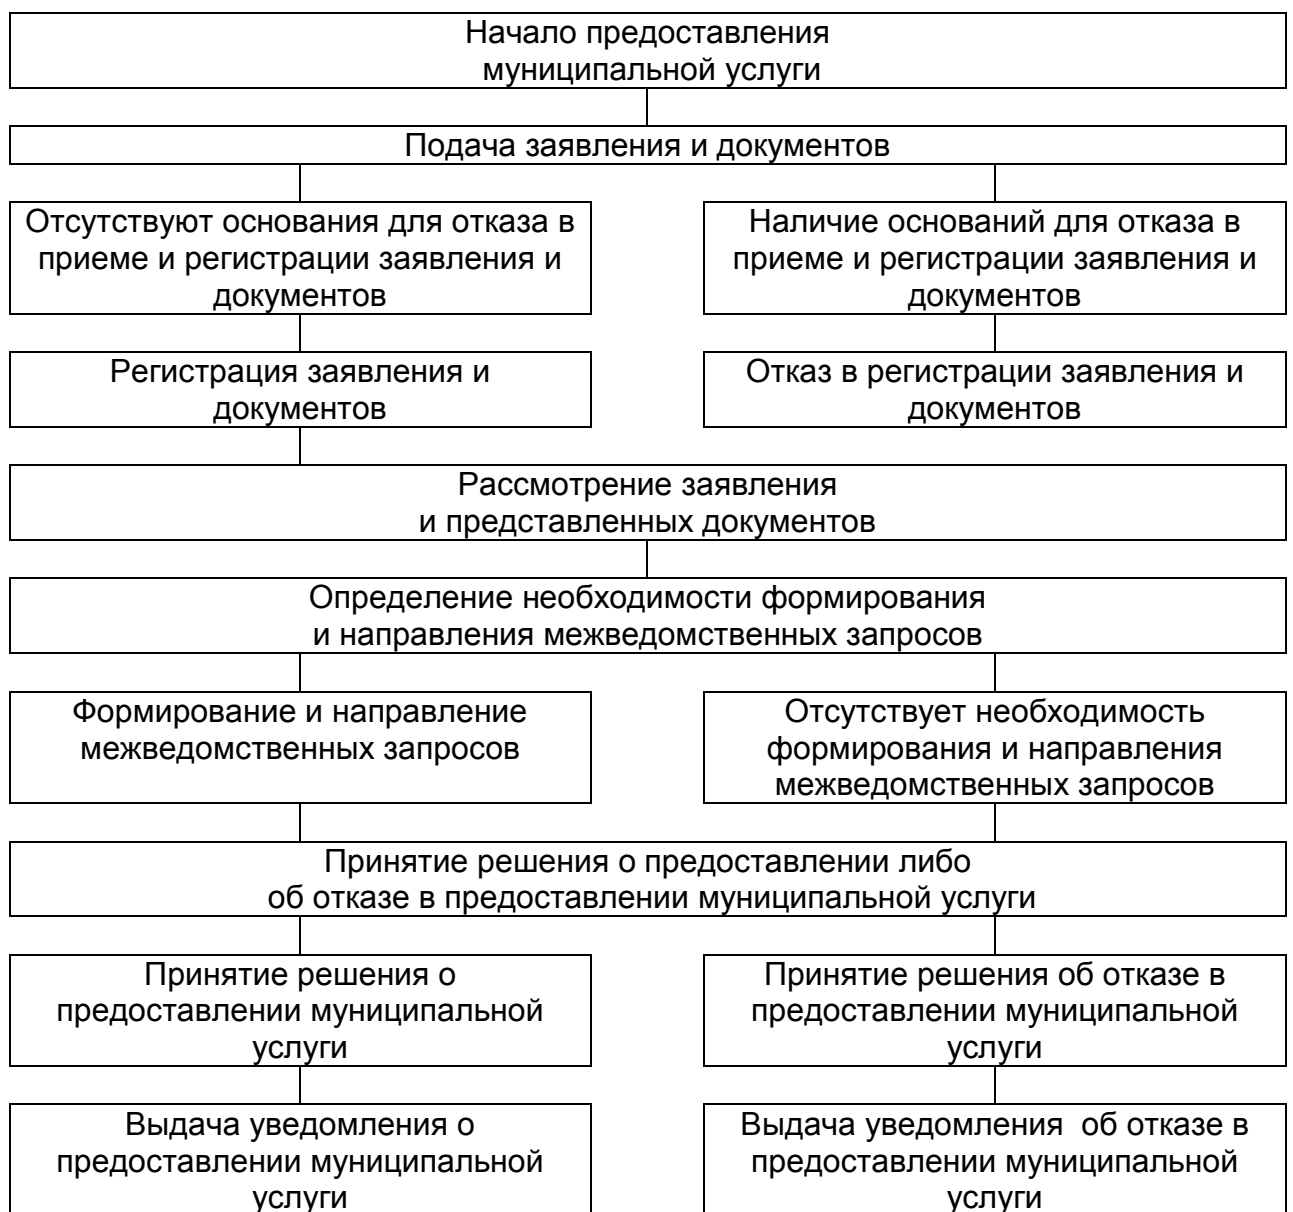 Начало предоставления
муниципальной услуги
Подача заявления и документов
Отсутствуют основания для отказа в
приеме и регистрации заявления и
документов
Наличие оснований для отказа в
приеме и регистрации заявления и
документов
Регистрация заявления и
документов
Отказ в регистрации заявления и
документов
Рассмотрение заявления
и представленных документов
Определение необходимости формирования
и направления межведомственных запросов
Формирование и направление
межведомственных запросов
Отсутствует необходимость
формирования и направления
межведомственных запросов
Принятие решения о предоставлении либо
об отказе в предоставлении муниципальной услуги
Принятие решения о
предоставлении муниципальной
услуги
Принятие решения об отказе в
предоставлении муниципальной
услуги
Выдача уведомления о
предоставлении муниципальной
услуги
Выдача уведомления  об отказе в
предоставлении муниципальной
услуги